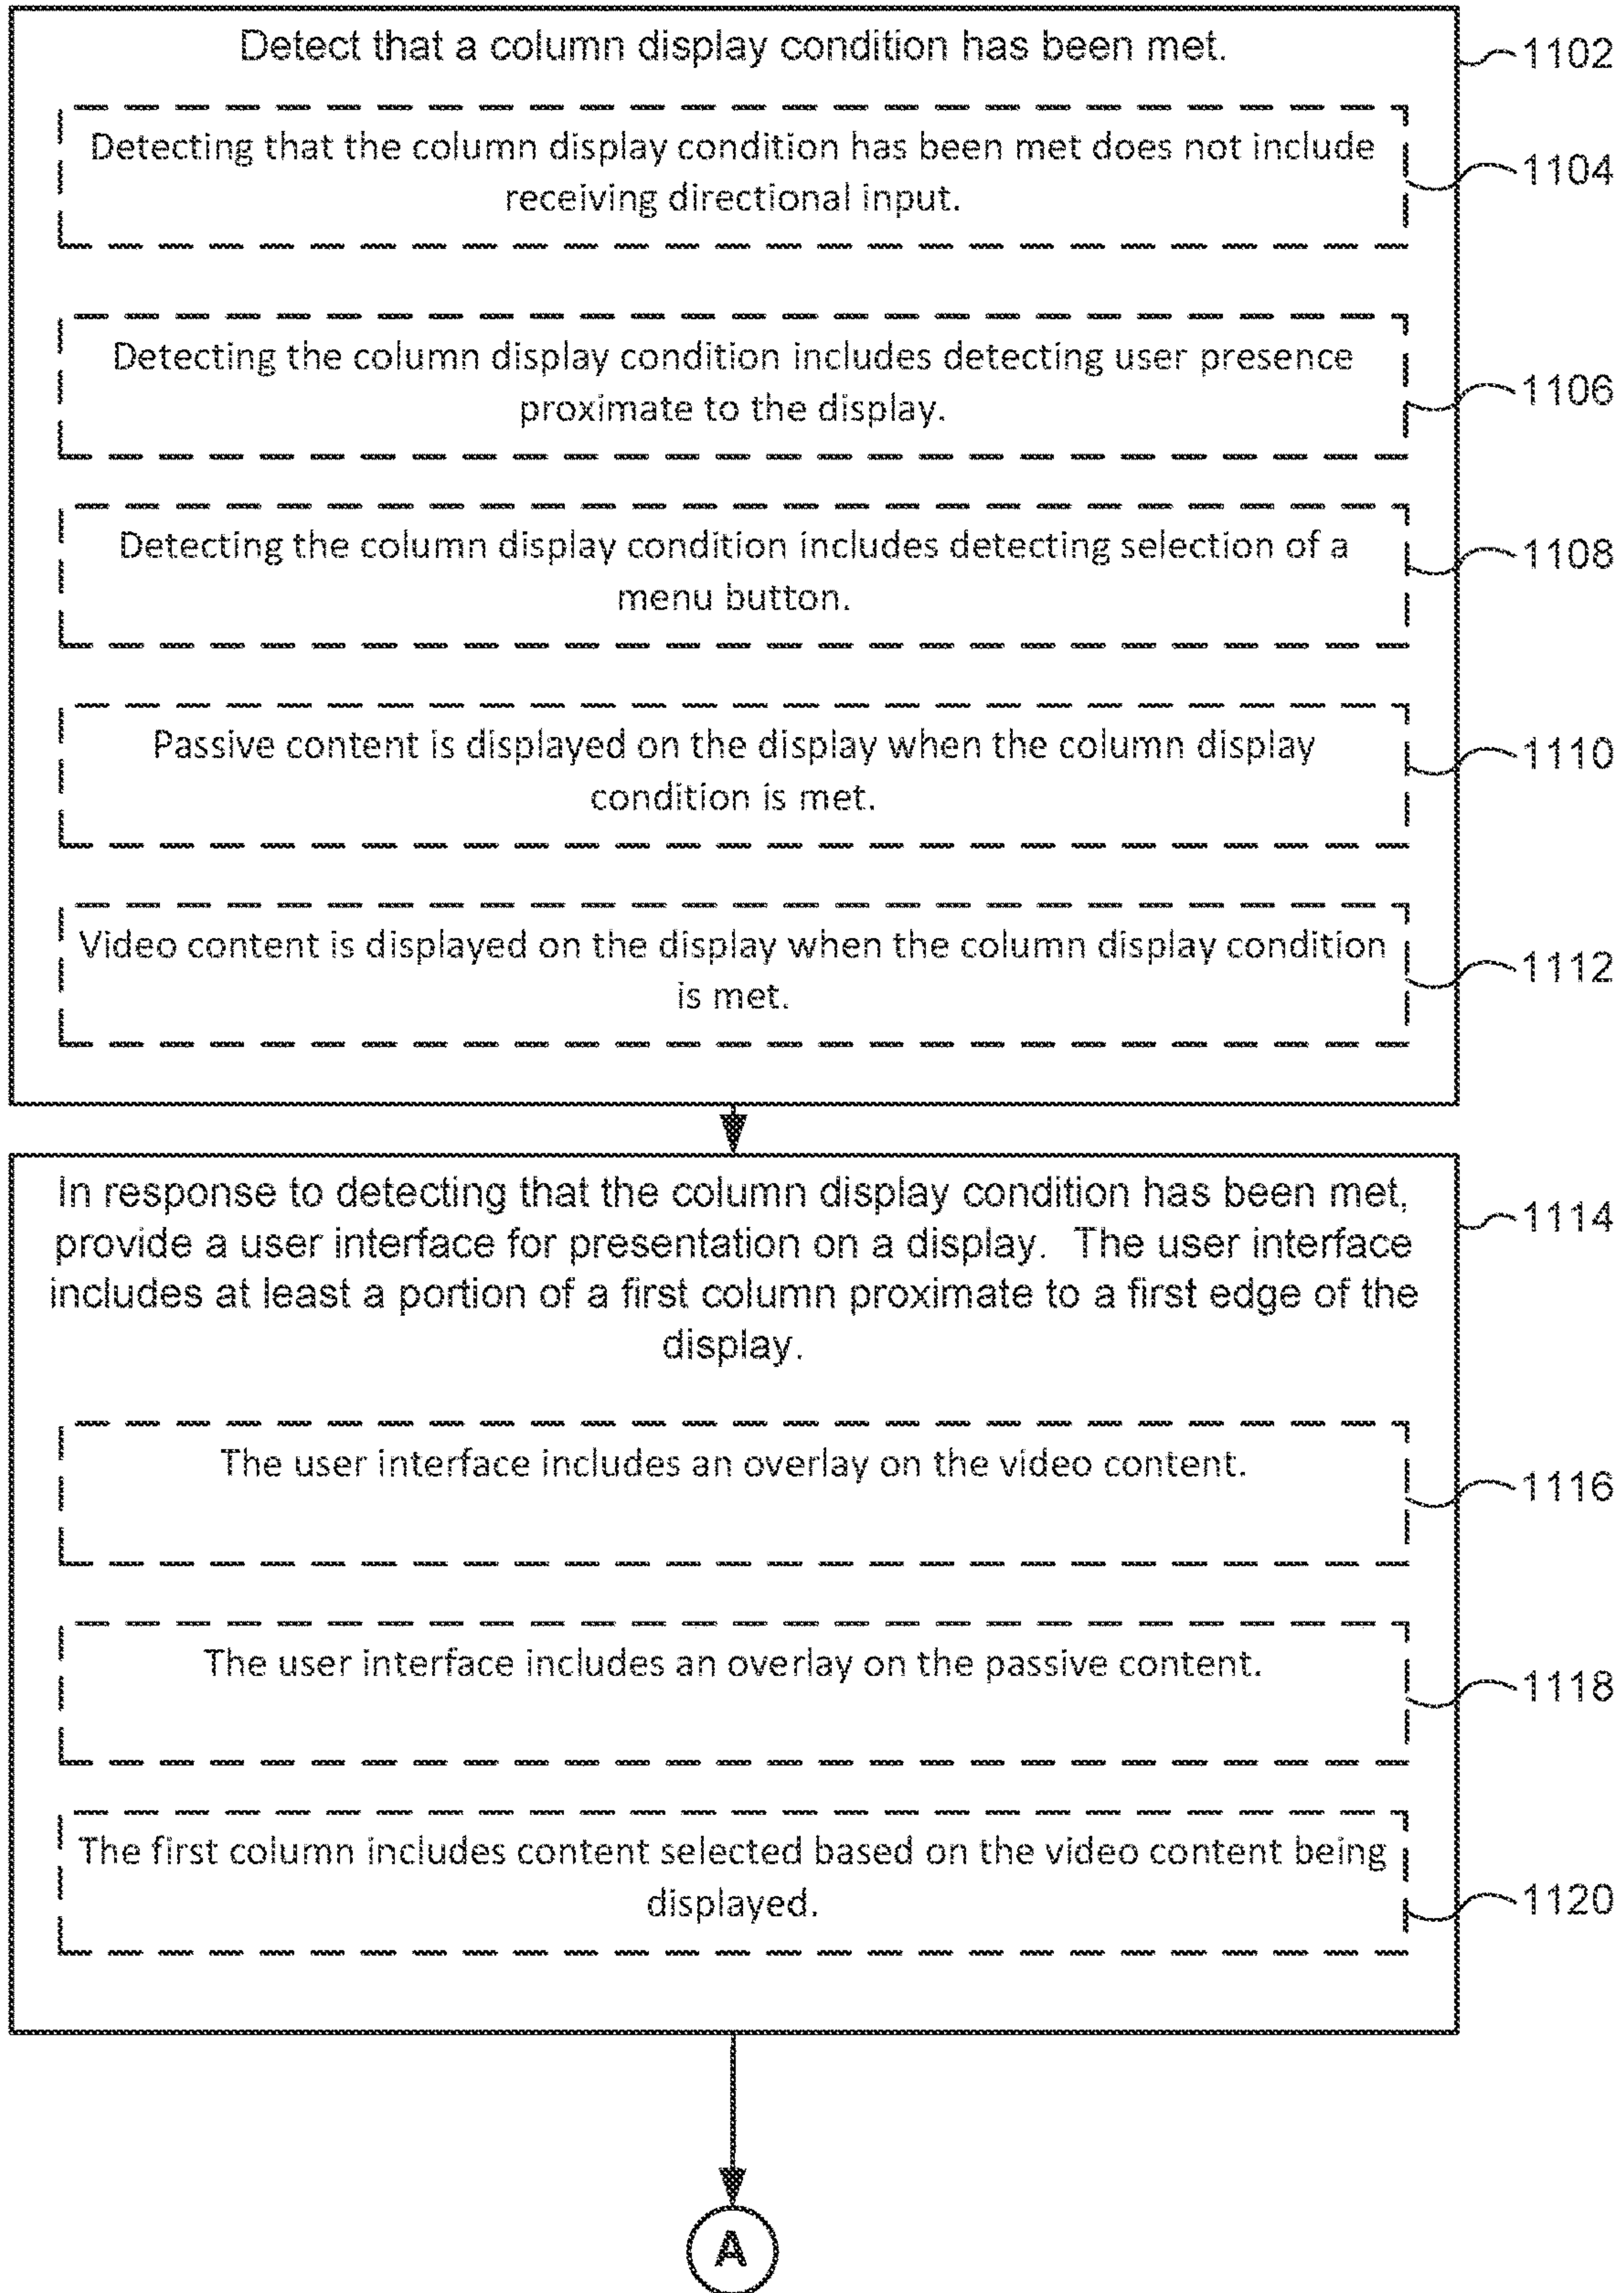 Detect that a column display condition has been met.
1102
Detecting that the column display condition has been met does not include
receiving directional input.
1104
Detecting the column display condition includes detecting user presence
proximate to the display.
1106
Detecting the column display condition includes detecting selection of a
menu button.
1108
Passive content is displayed on the display when the column display
condition is met.
1110
Video content is displayed on the display when the column display condition
is met.
1112
In response to detecting that the column display condition has been met,
provide a user interface for presentation on a display.  The user interface
includes at least a portion of a first column proximate to a first edge of the
display.
1114
The user interface includes an overlay on the video content.
1116
The user interface includes an overlay on the passive content.
1118
The first column includes content selected based on the video content being
displayed.
1120
A